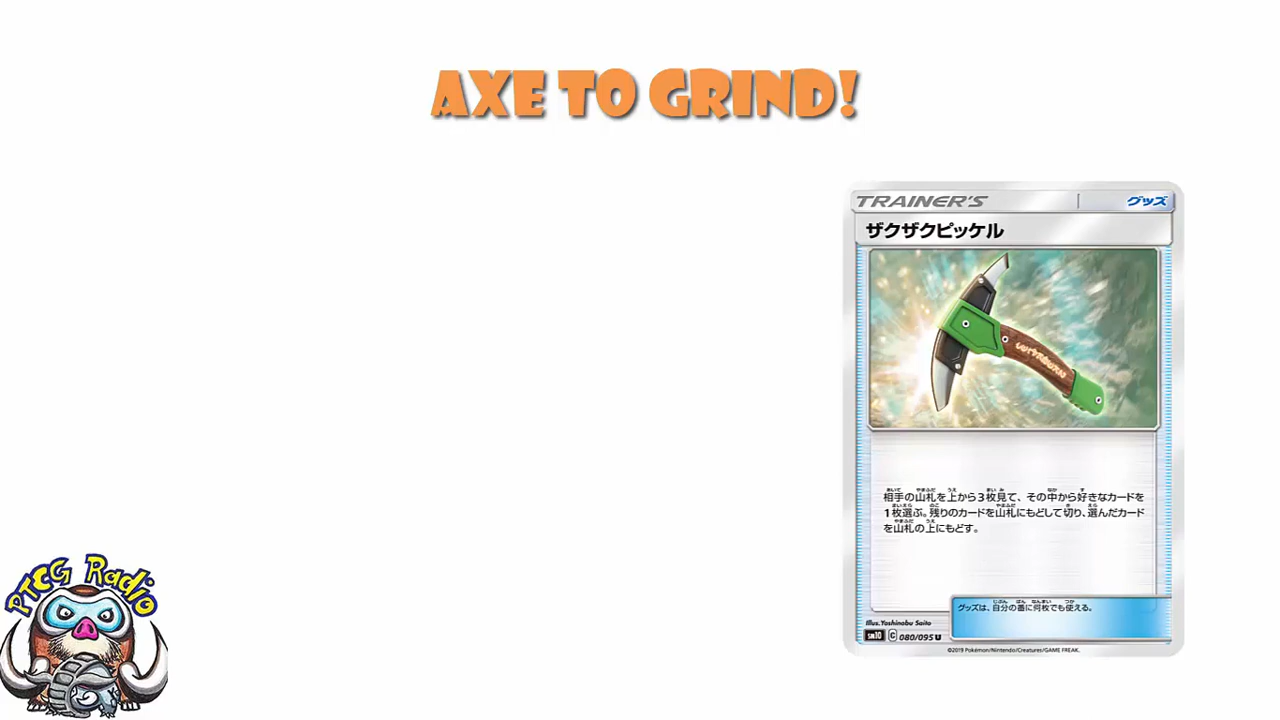 AXE TO GRIND!
TRAINER'S グッズ
ザクザクピッケル
相手の山札を上から3枚見て、その中から好きなカードを
1枚選ぶ。残りのカードを山札にもどして切り、選んだカード
を山札の上にもどす。
グッズは、自分の番に何枚でも使える。
Illus. Yoshinobu Saito
sm10 C 080/095 U
©2019 Pokémon/Nintendo/Creatures/GAME FREAK.
PTCG Radio